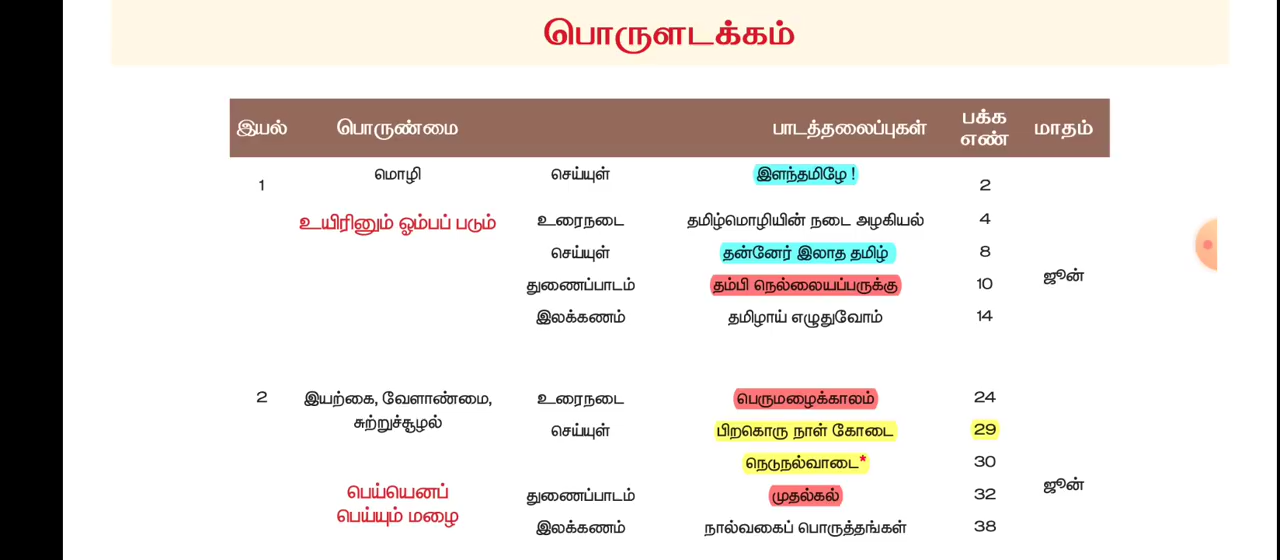 பொருளடக்கம்
இயல் பொருண்மை பாடத்தலைப்புகள் பக்க எண் மாதம்
1 மொழி செய்யுள் இளந்தமிழே ! 2
உயிரினும் ஓம்பப் படும் உரைநடை தமிழ்மொழியின் நடை அழகியல் 4
செய்யுள் தன்னேர் இலாத தமிழ் 8
துணைப்பாடம் தம்பி நெல்லையப்பருக்கு 10 ஜூன்
இலக்கணம் தமிழாய் எழுதுவோம் 14
2 இயற்கை, வேளாண்மை, உரைநடை பெருமழைக்காலம் 24
சுற்றுச்சூழல் செய்யுள் பிறகொரு நாள் கோடை 29
நெடுநல்வாடை* 30
பெய்யெனப் துணைப்பாடம் முதல்கல் 32 ஜூன்
பெய்யும் மழை இலக்கணம் நால்வகைப் பொருத்தங்கள் 38